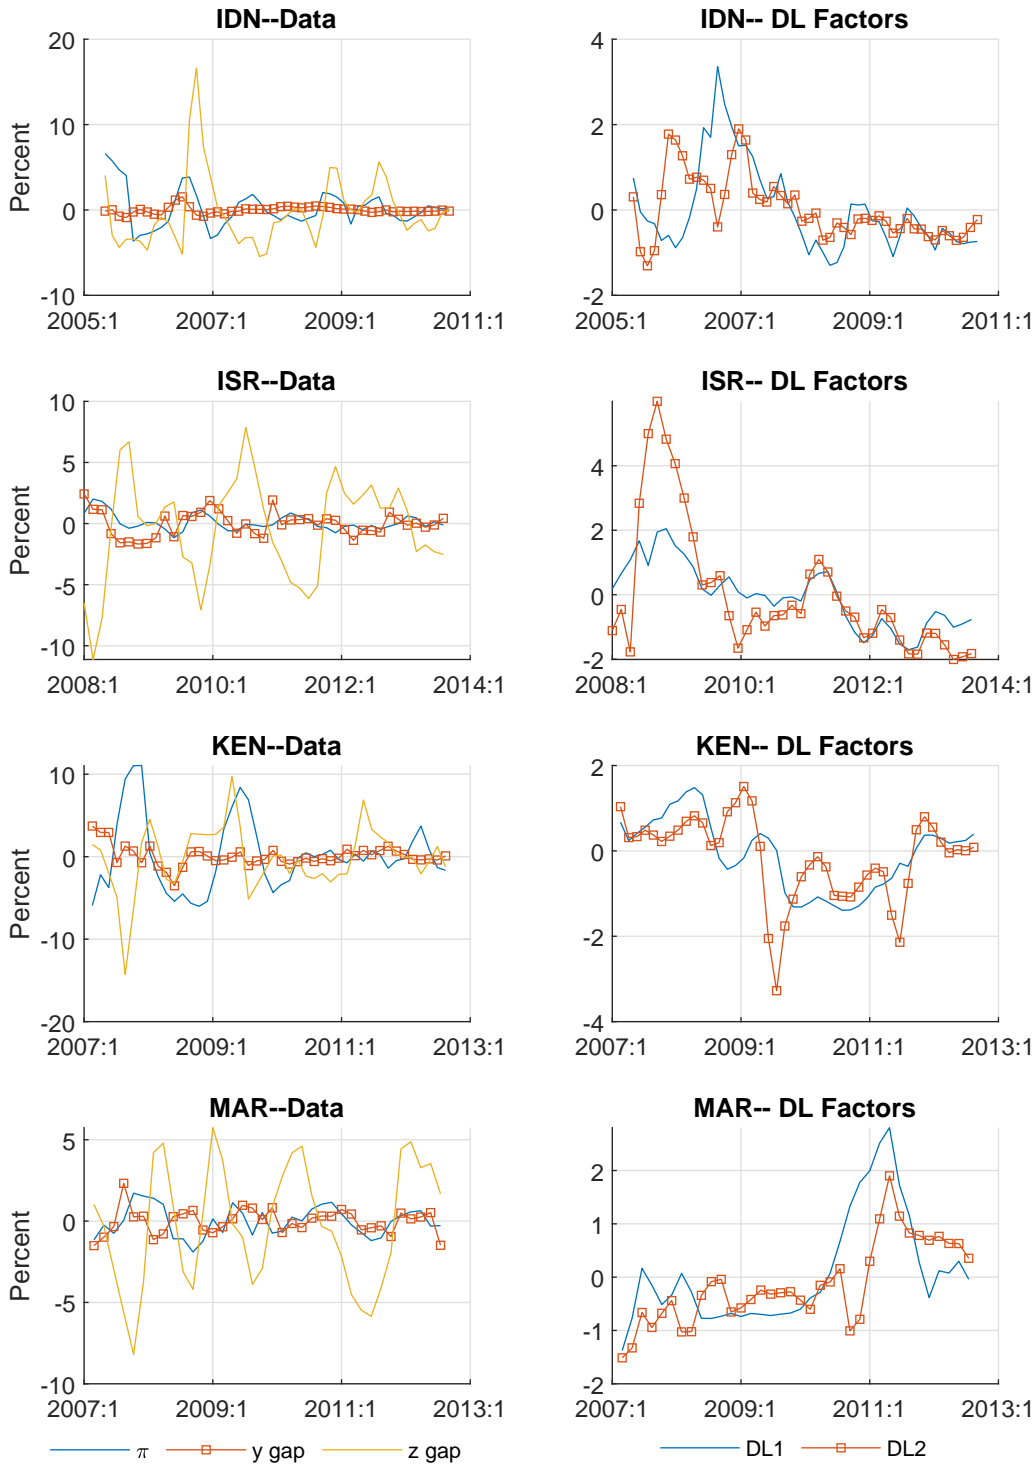 IDN--Data
IDN-- DL Factors
Percent
20
10
0
-10
2005:1 2007:1 2009:1 2011:1
4
2
0
-2
2005:1 2007:1 2009:1 2011:1
ISR--Data
ISR-- DL Factors
Percent
10
5
0
-5
-10
2008:1 2010:1 2012:1 2014:1
4
2
0
-2
2008:1 2010:1 2012:1 2014:1
KEN--Data
KEN-- DL Factors
Percent
10
0
-10
-20
2007:1 2009:1 2011:1 2013:1
2
0
-2
-4
2007:1 2009:1 2011:1 2013:1
MAR--Data
MAR-- DL Factors
Percent
5
0
-5
-10
2007:1 2009:1 2011:1 2013:1
2
1
0
-1
-2
2007:1 2009:1 2011:1 2013:1
π y gap z gap
DL1 DL2